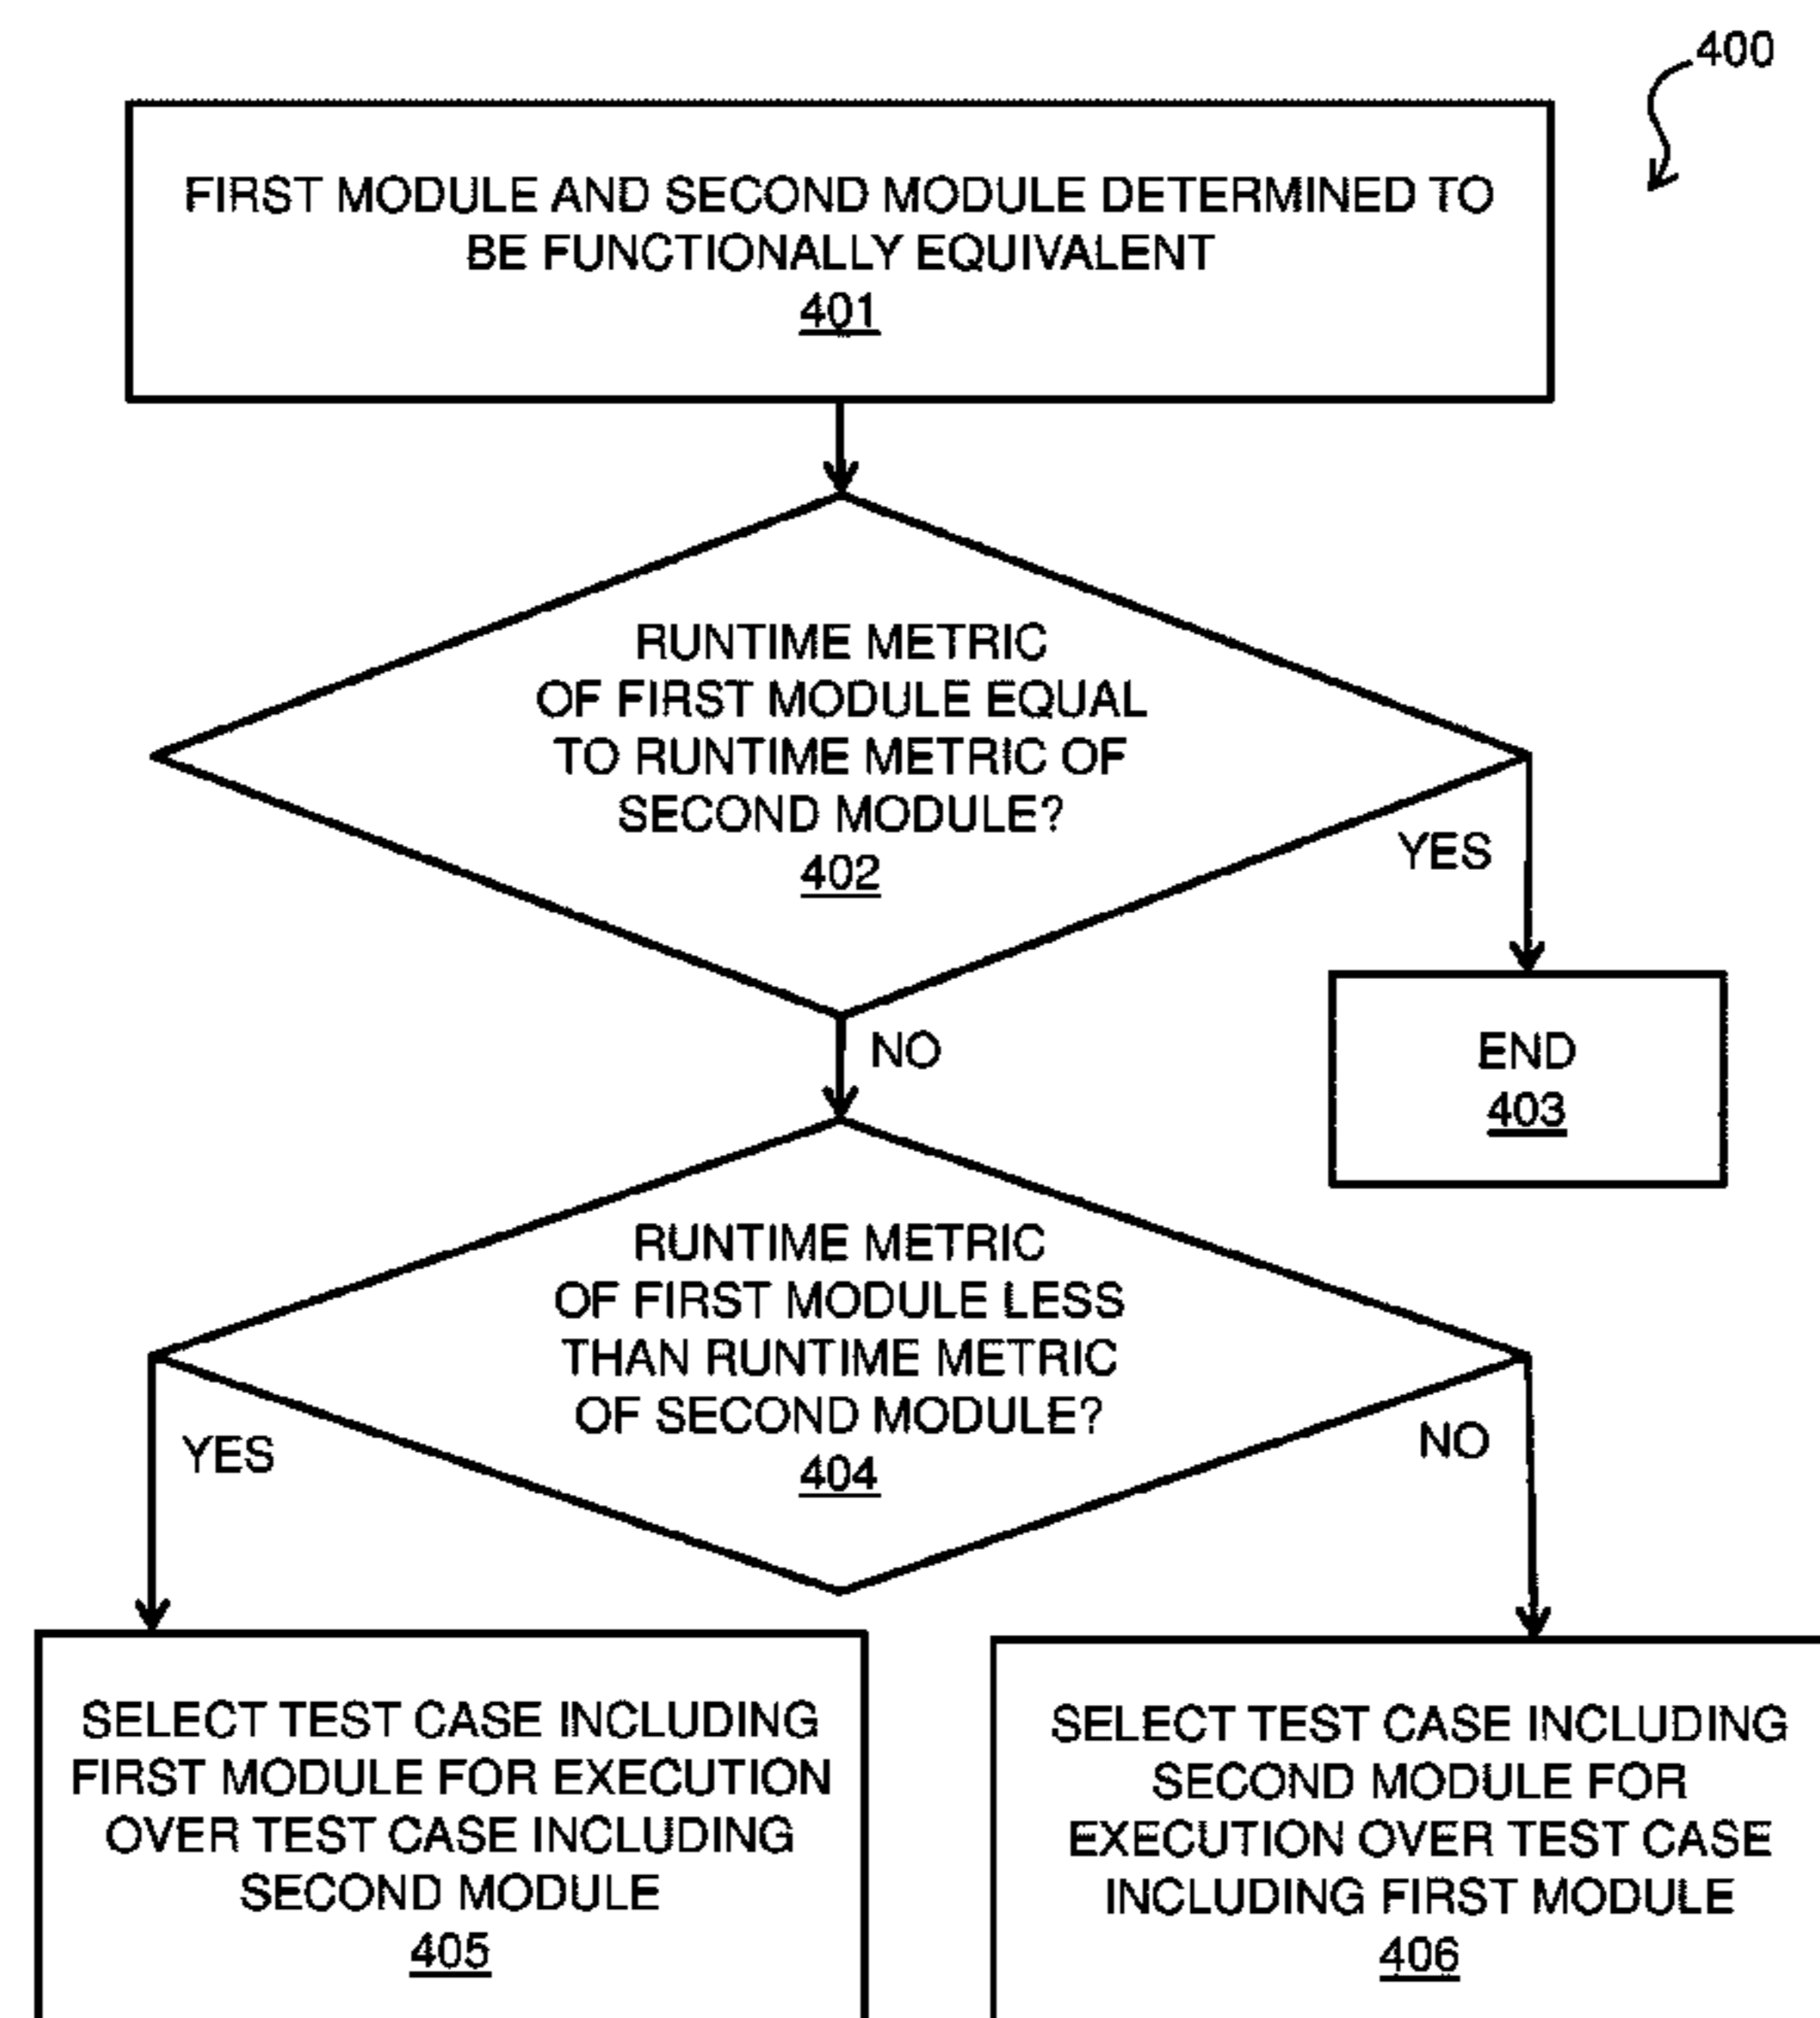 400
FIRST MODULE AND SECOND MODULE DETERMINED TO
BE FUNCTIONALLY EQUIVALENT
401
RUNTIME METRIC
OF FIRST MODULE EQUAL
TO RUNTIME METRIC OF
SECOND MODULE?
402
YES
NO
END
403
RUNTIME METRIC
OF FIRST MODULE LESS
THAN RUNTIME METRIC
OF SECOND MODULE?
404
YES
NO
SELECT TEST CASE INCLUDING
FIRST MODULE FOR EXECUTION
OVER TEST CASE INCLUDING
SECOND MODULE
405
SELECT TEST CASE INCLUDING
SECOND MODULE FOR
EXECUTION OVER TEST CASE
INCLUDING FIRST MODULE
406